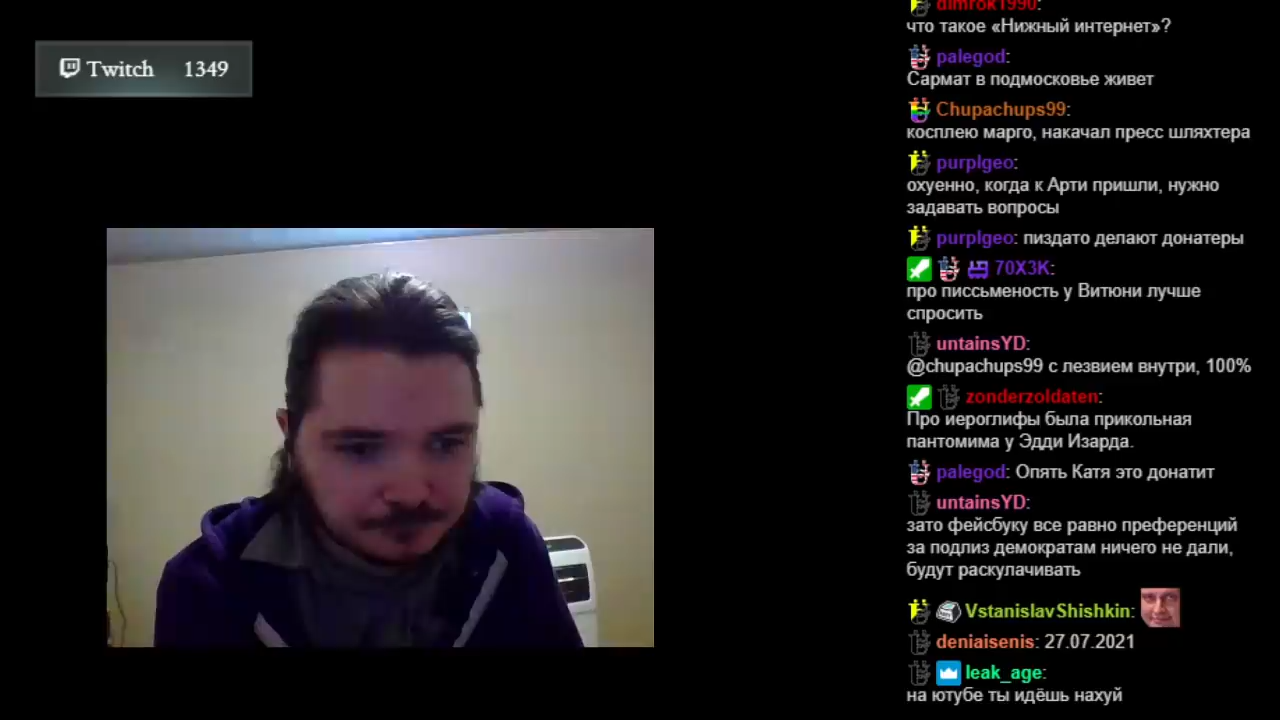 Twitch 1349
dimrok1990:
что такое «Нижный интернет»?
palegod:
Сармат в подмосковье живет
Chupachups99:
косплею марго, накачал пресс шляхтера
purplgeo:
охуенно, когда к Арти пришли, нужно
задавать вопросы
purplgeo: пиздато делают донатеры
70X3K:
про писсьменость у Витюни лучше
спросить
untainsYD:
@chupachups99 с лезвием внутри, 100%
zonderzoldaten:
Про иероглифы была прикольная
пантомима у Эдди Изарда.
palegod: Опять Катя это донатит
untainsYD:
зато фейсбуку все равно преференций
за подлиз демократам ничего не дали,
будут раскулачивать
VstanislavShishkin:
deniaisenis: 27.07.2021
leak_age:
на ютубе ты идёшь нахуй